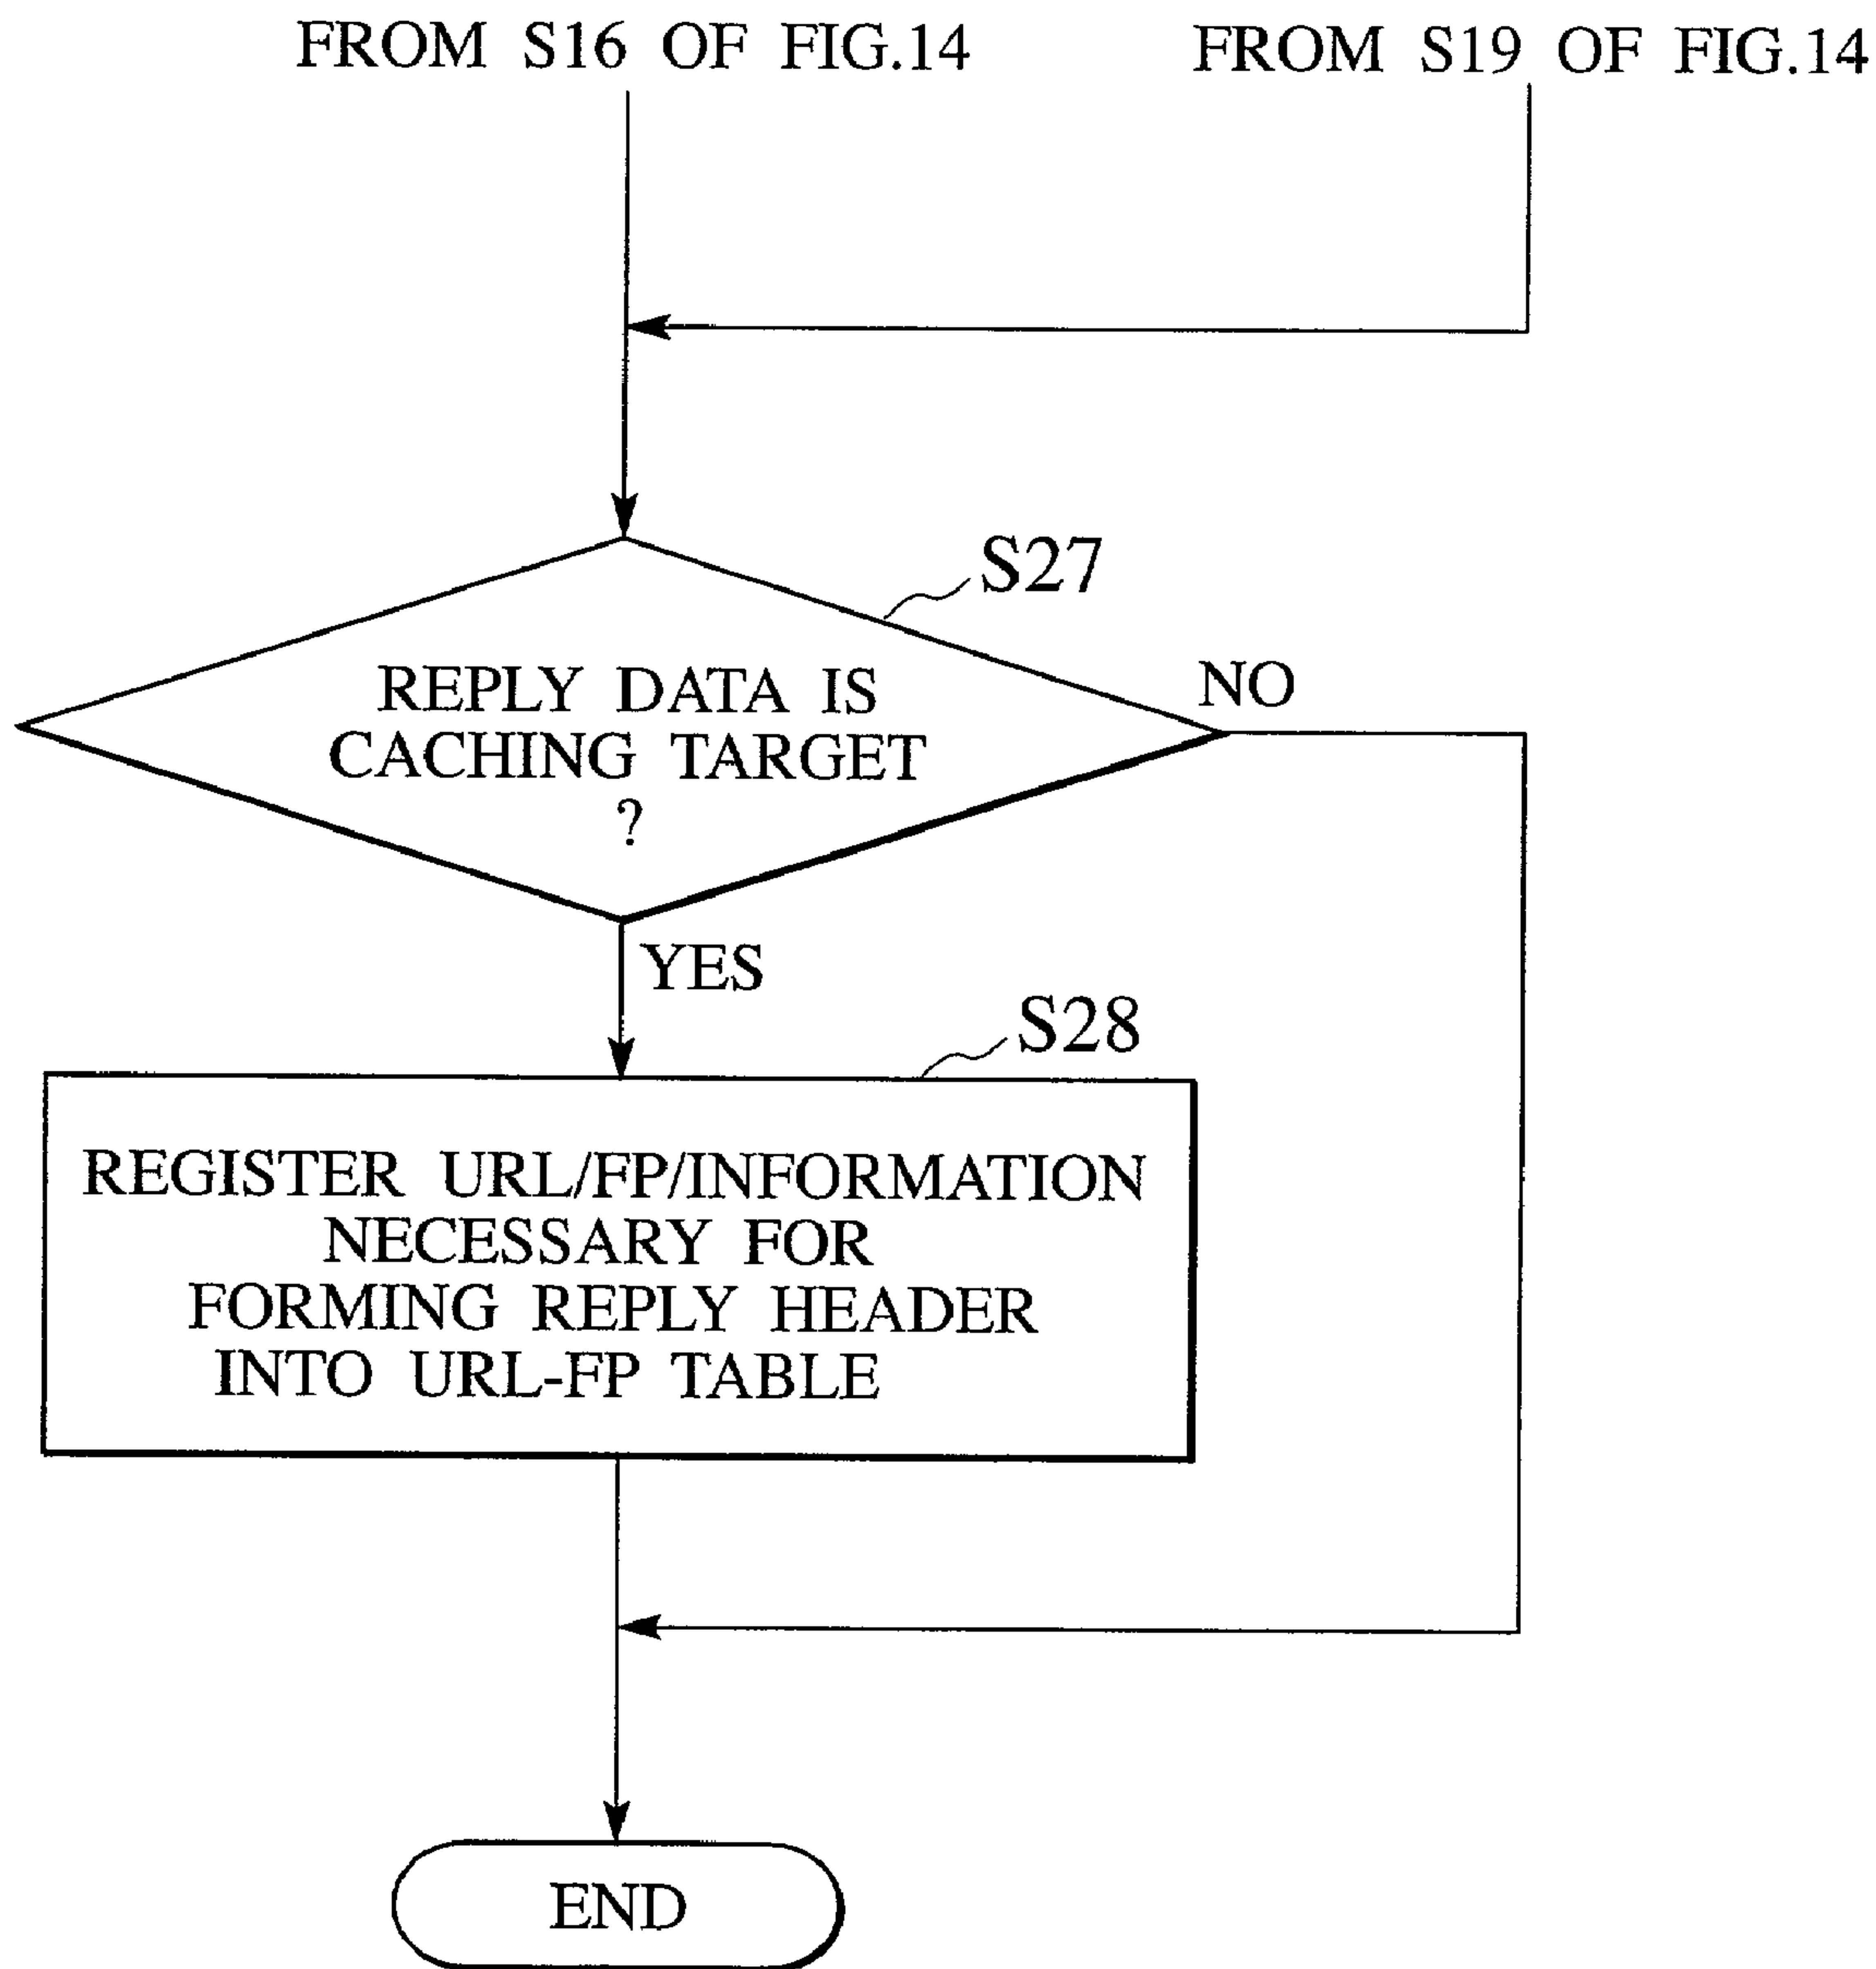 FROM S16 OF FIG.14
FROM S19 OF FIG.14
S27
REPLY DATA IS
CACHING TARGET
?
NO
YES
S28
REGISTER URL/FP/INFORMATION
NECESSARY FOR
FORMING REPLY HEADER
INTO URL-FP TABLE
END